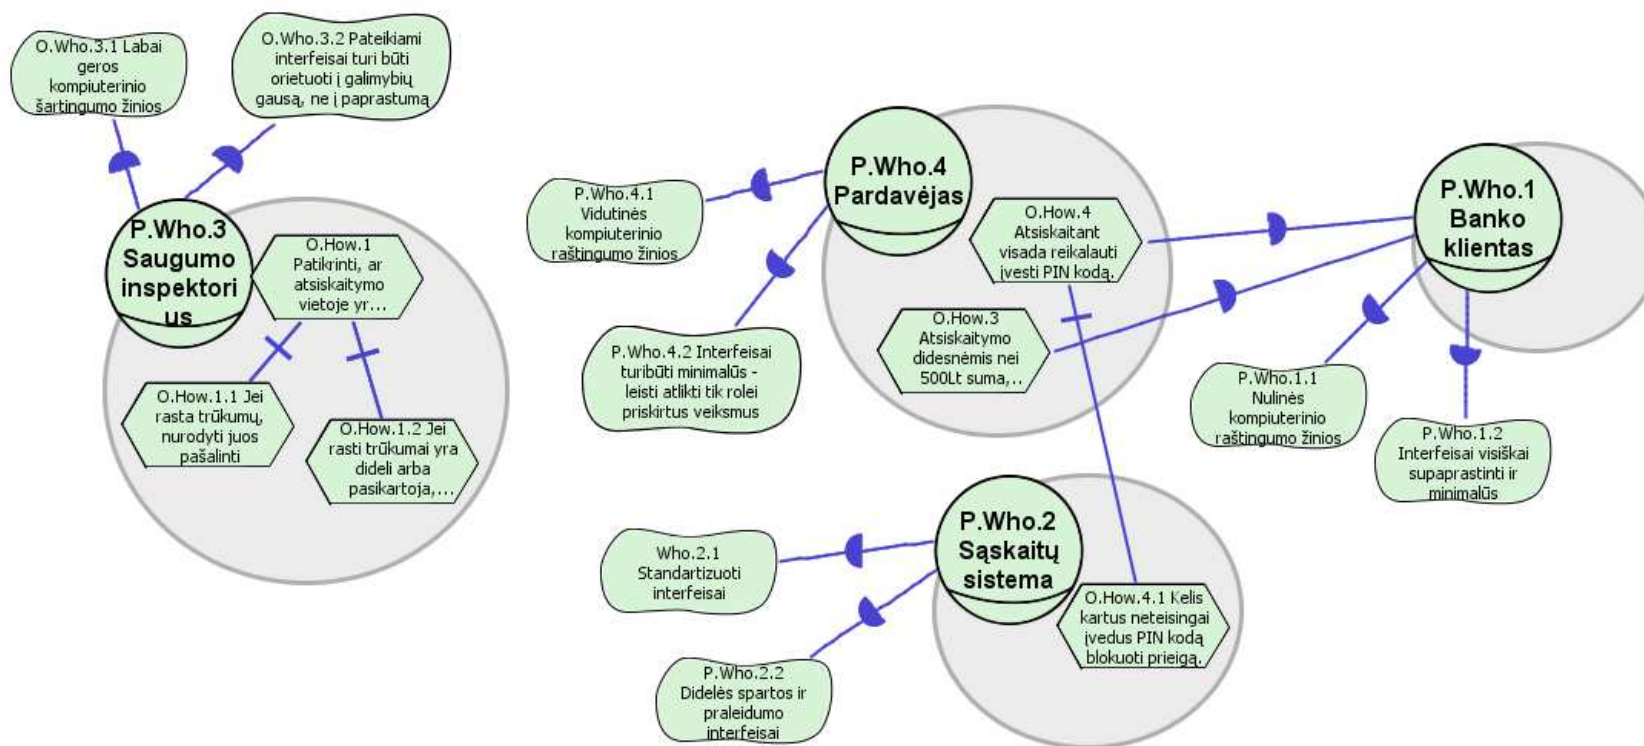 O.Who.3.1 Labai
geros
kompiuterinio
šartingumo žinios
O.Who.3.2 Pateikiami
interfeisai turi būti
orietuoti į galimybių
gausą, ne į paprastumą
P.Who.3
Saugumo
inspektori
us
O.How.1
Patikrinti, ar
atsiskaitymo
vietoje yr...
O.How.1.1 Jei
rasta trūkumų,
nurodyti juos
pašalinti
O.How.1.2 Jei
rasti trūkumai yra
dideli arba
pasikartoja,...
P.Who.4
Pardavėjas
P.Who.4.1
Vidutinės
kompiuterinio
raštingumo žinios
P.Who.4.2 Interfeisai
turibūti minimalūs -
leisti atlikti tik rolei
priskirtus veiksmus
O.How.4
Atsiskaitant
visada reikalauti
įvesti PIN kodą.
O.How.3
Atsiskaitymo
didesnėmis nei
500Lt suma,..
P.Who.1
Banko
klientas
P.Who.1.1
Nulinės
kompiuterinio
raštingumo žinios
P.Who.1.2
Interfeisai visiškai
supaprastinti ir
minimalūs
P.Who.2
Sąskaitų
sistema
Who.2.1
Standartizuoti
interfeisai
P.Who.2.2
Didelės spartos ir
praleidumo
interfeisai
O.How.4.1 Kelis
kartus neteisingai
įvedus PIN kodą
blokuoti prieigą.